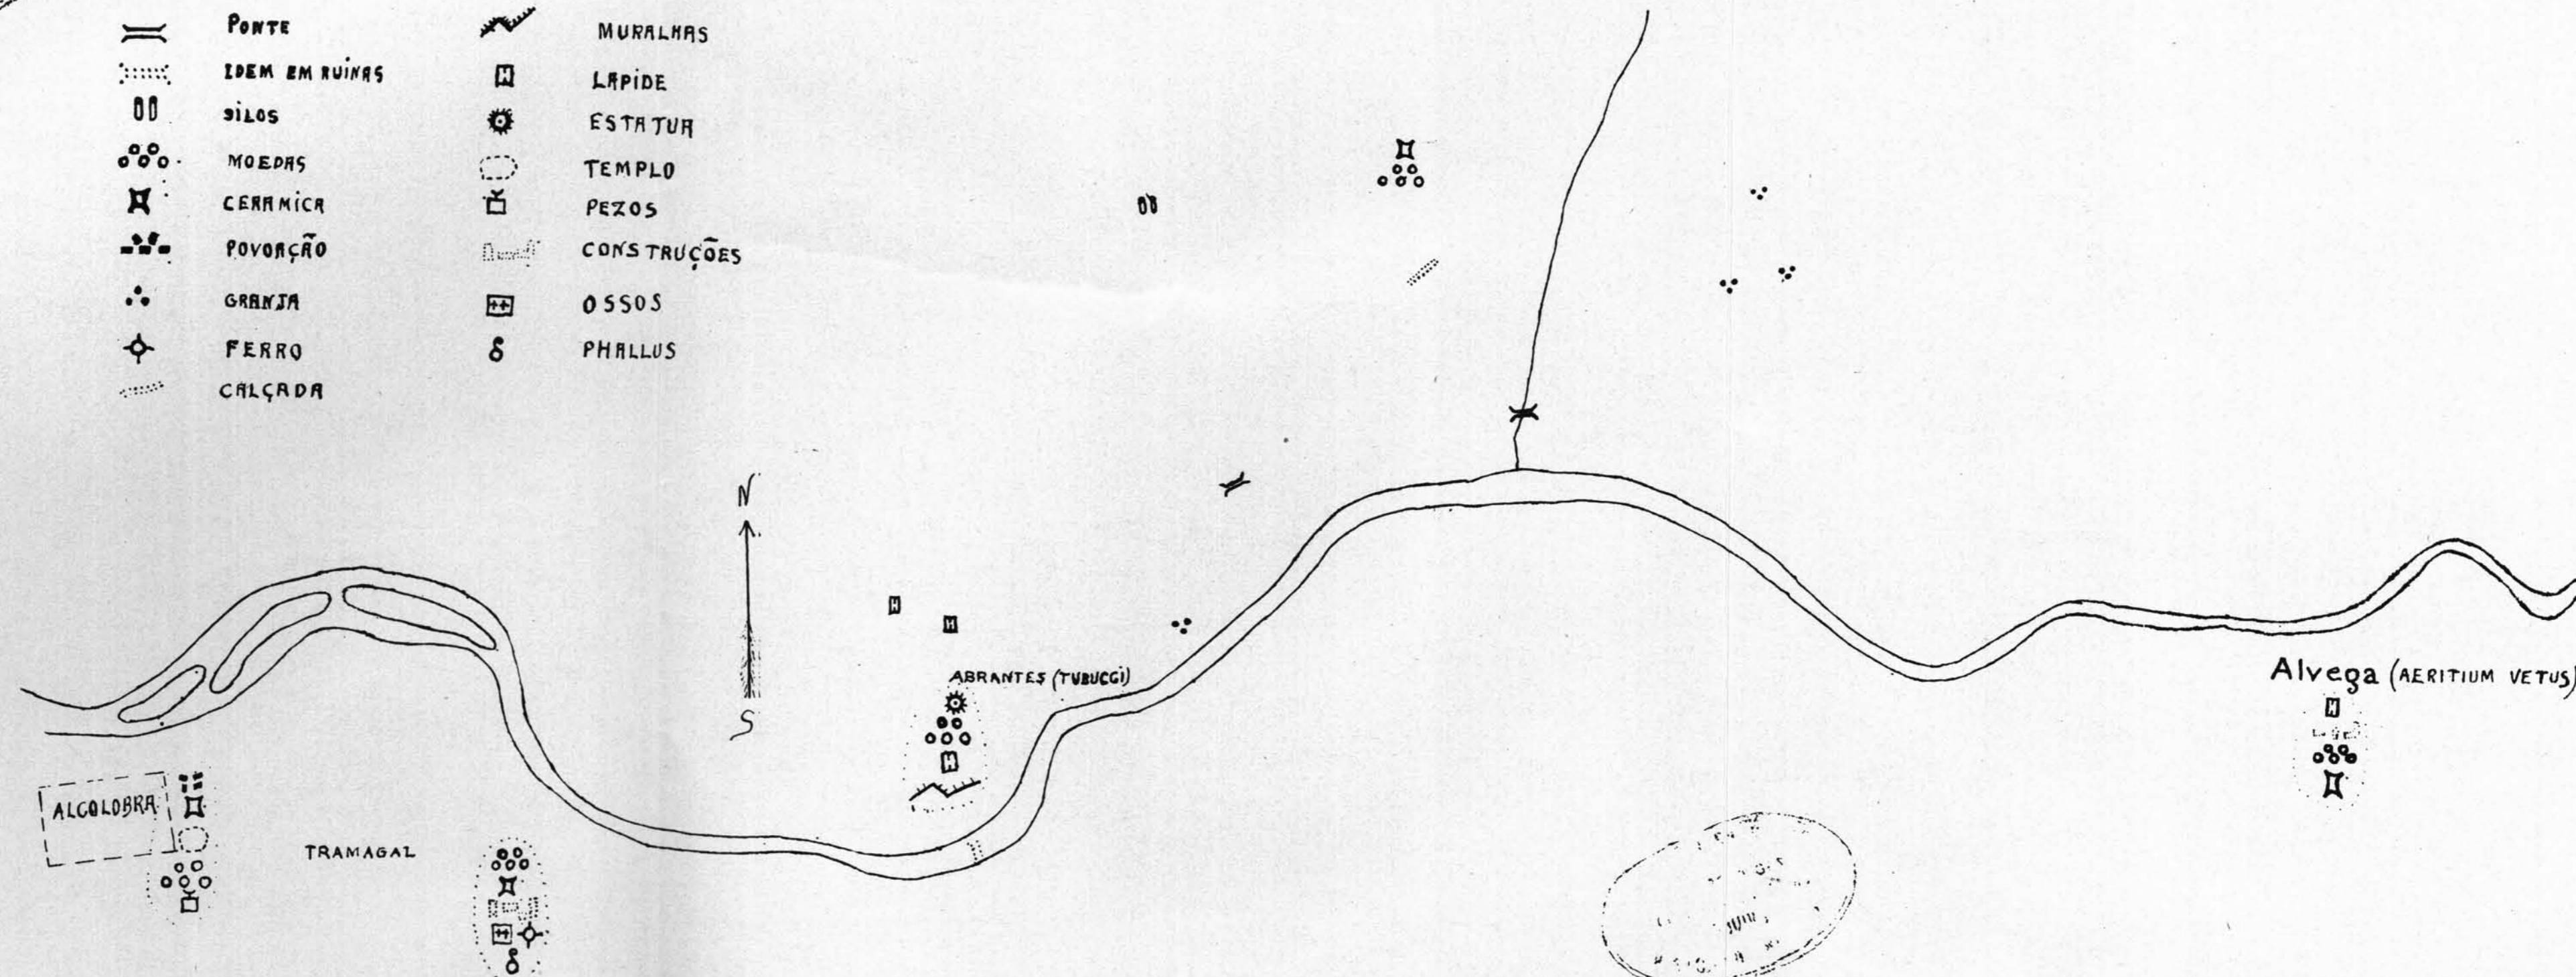 PONTE
IDEM EM RUINAS
SILOS
MOEDAS
CERAMICA
POVOAÇÃO
GRANJA
FERRO
CALÇADA
MURALHAS
LAPIDE
ESTATUA
TEMPLO
PEZOS
CONSTRUÇÕES
OSSOS
PHALLUS
N
S
ABRANTES (TUBUCCI)
Alvega (AERITIUM VETUS)
ALCOLOBRA
TRAMAGAL